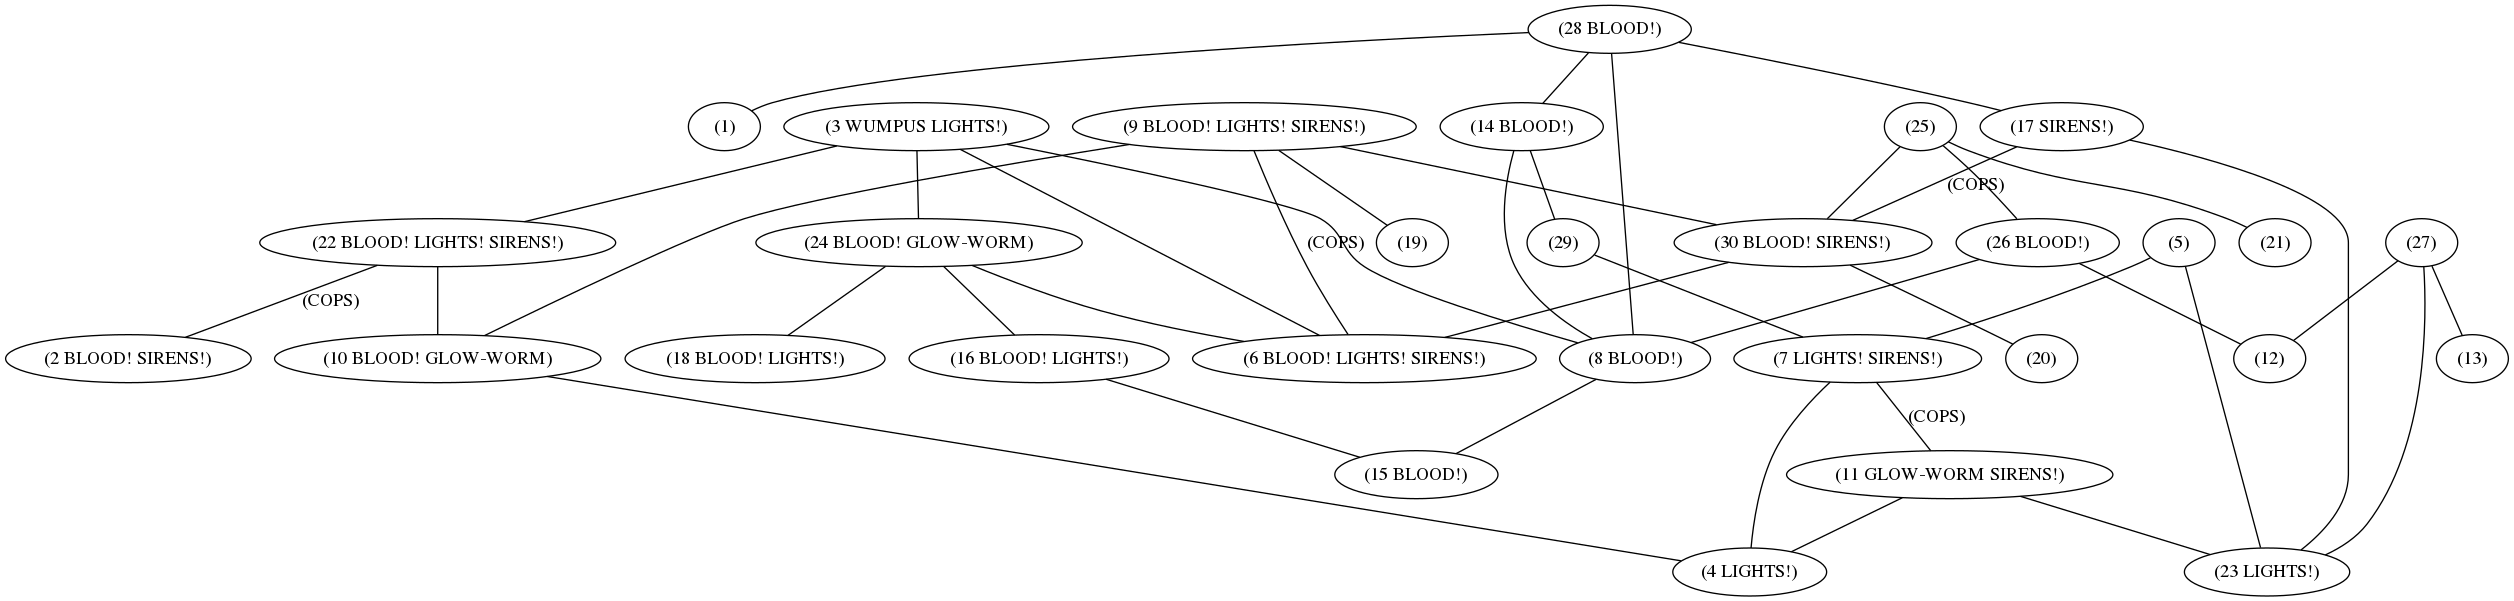 (28 BLOOD!)
(1)
(3 WUMPUS LIGHTS!)
(9 BLOOD! LIGHTS! SIRENS!)
(14 BLOOD!)
(25)
(17 SIRENS!)
(COPS)
(22 BLOOD! LIGHTS! SIRENS!)
(24 BLOOD! GLOW-WORM)
(COPS)
(19)
(29)
(30 BLOOD! SIRENS!)
(26 BLOOD!)
(5)
(21)
(27)
(COPS)
(2 BLOOD! SIRENS!)
(10 BLOOD! GLOW-WORM)
(18 BLOOD! LIGHTS!)
(16 BLOOD! LIGHTS!)
(6 BLOOD! LIGHTS! SIRENS!)
(8 BLOOD!)
(7 LIGHTS! SIRENS!)
(20)
(12)
(13)
(COPS)
(15 BLOOD!)
(11 GLOW-WORM SIRENS!)
(4 LIGHTS!)
(23 LIGHTS!)